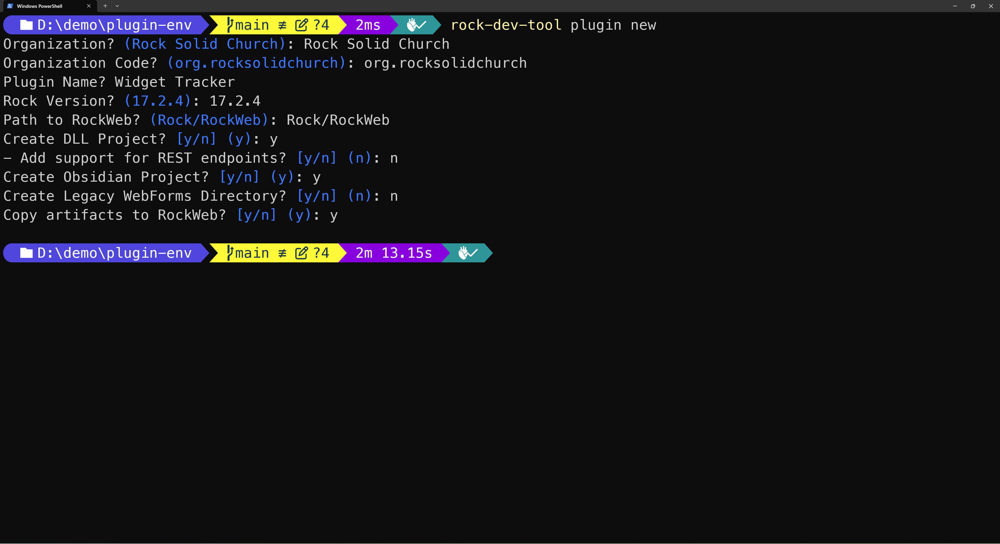 Windows PowerShell
D:\demo\plugin-env main ≢ ?4 2ms rock-dev-tool plugin new
Organization? (Rock Solid Church): Rock Solid Church
Organization Code? (org.rocksolidchurch): org.rocksolidchurch
Plugin Name? Widget Tracker
Rock Version? (17.2.4): 17.2.4
Path to RockWeb? (Rock/RockWeb): Rock/RockWeb
Create DLL Project? [y/n] (y): y
- Add support for REST endpoints? [y/n] (n): n
Create Obsidian Project? [y/n] (y): y
Create Legacy WebForms Directory? [y/n] (n): n
Copy artifacts to RockWeb? [y/n] (y): y
D:\demo\plugin-env main ≢ ?4 2m 13.15s